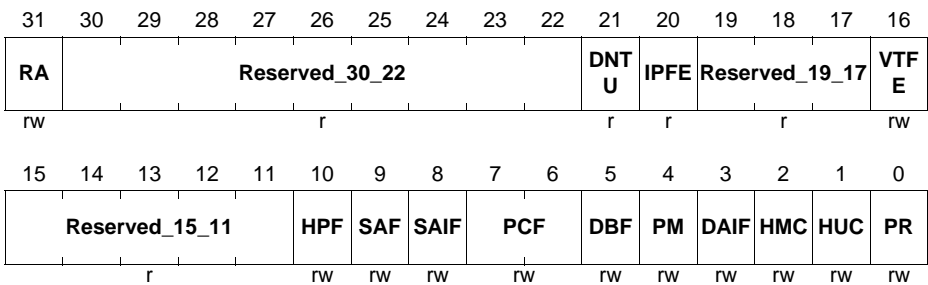 31 30 29 28 27 26 25 24 23 22 21 20 19 18 17 16
RA Reserved_30_22 DNT U IPFE Reserved_19_17 VTF E
rw r r r r rw
15 14 13 12 11 10 9 8 7 6 5 4 3 2 1 0
Reserved_15_11 HPF SAF SAIF PCF DBF PM DAIF HMC HUC PR
r rw rw rw rw rw rw rw rw rw rw